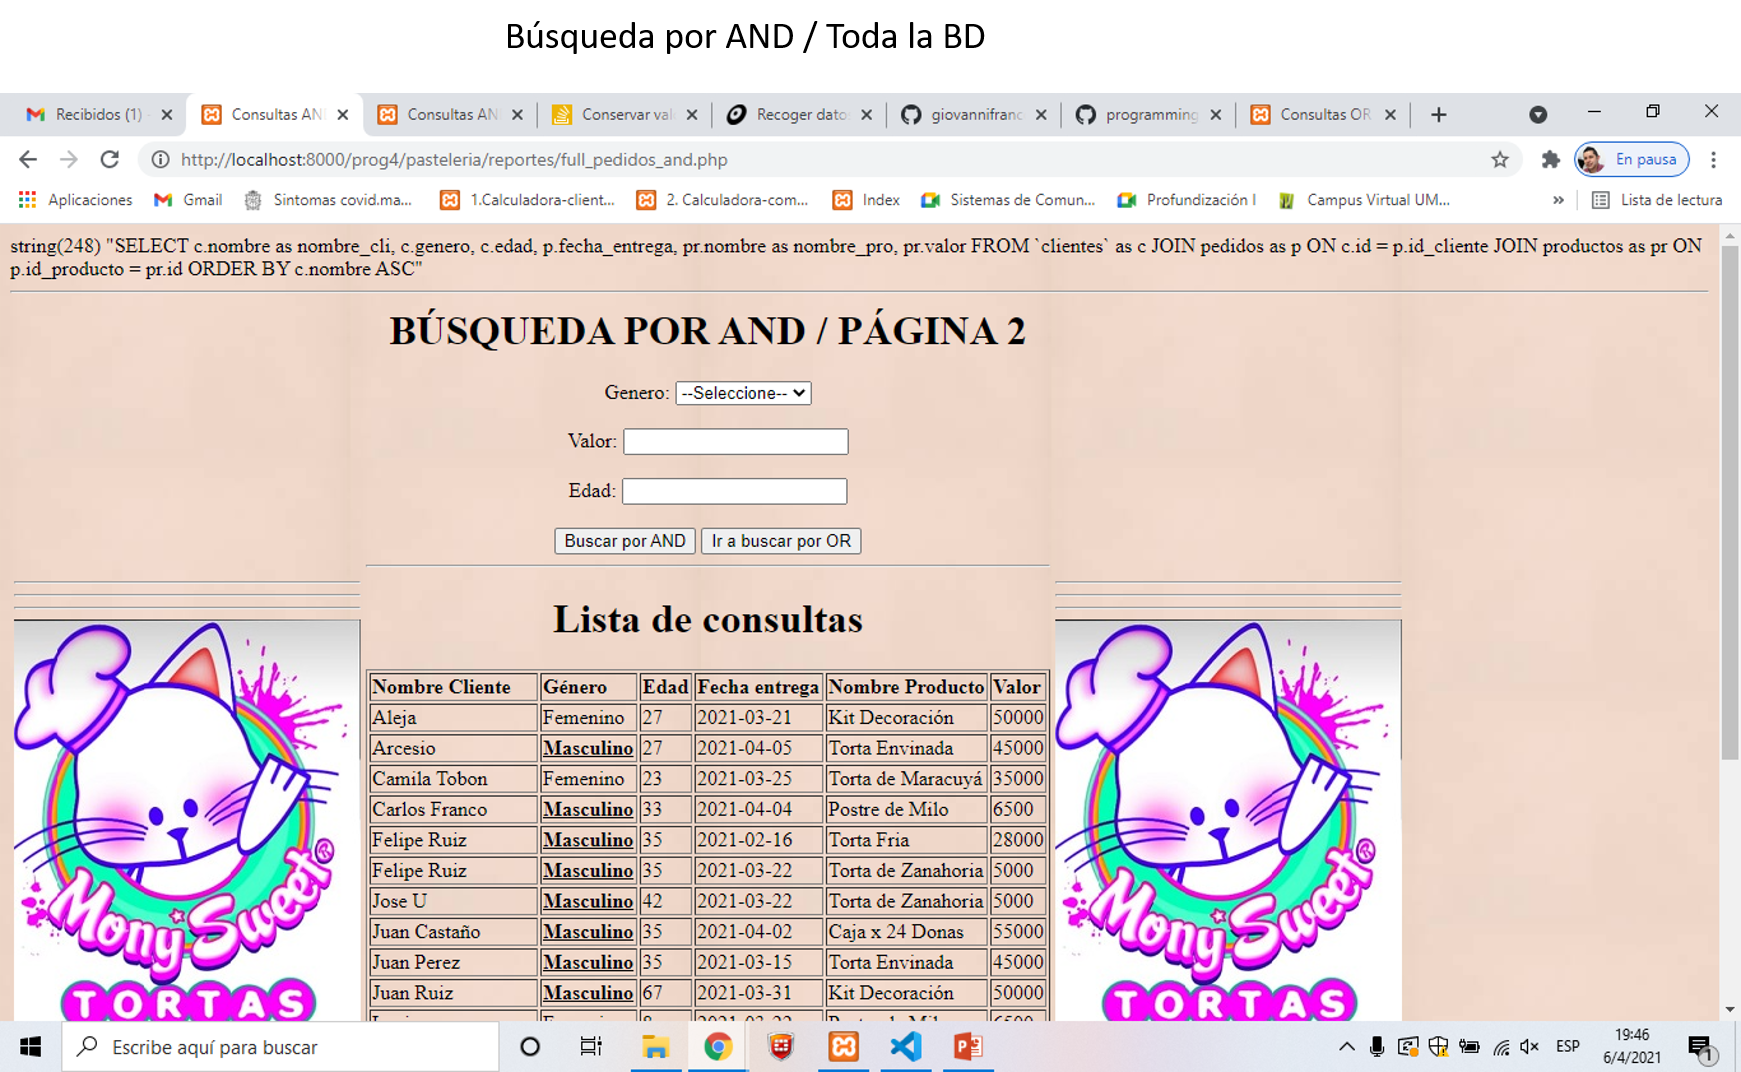 Búsqueda por AND / Toda la BD
Recibidos (1)
Consultas AN
Consultas AN
Conservar val
Recoger dato
giovannifranc
programming
Consultas OR
http://localhost:8000/prog4/pasteleria/reportes/full_pedidos_and.php
En pausa
Aplicaciones
Gmail
Sintomas covid.ma...
1.Calculadora-client...
2. Calculadora-com...
Index
Sistemas de Comun...
Profundización I
Campus Virtual UM...
»
Lista de lectura
string(248) "SELECT c.nombre as nombre_cli, c.genero, c.edad, p.fecha_entrega, pr.nombre as nombre_pro, pr.valor FROM `clientes` as c JOIN pedidos as p ON c.id = p.id_cliente JOIN productos as pr ON
p.id_producto = pr.id ORDER BY c.nombre ASC"
BÚSQUEDA POR AND / PÁGINA 2
Genero: --Seleccione--
Valor:
Edad:
Buscar por AND Ir a buscar por OR
Lista de consultas
Nombre Cliente Género Edad Fecha entrega Nombre Producto Valor
Aleja Femenino 27 2021-03-21 Kit Decoración 50000
Arcesio Masculino 27 2021-04-05 Torta Envinada 45000
Camila Tobon Femenino 23 2021-03-25 Torta de Maracuyá 35000
Carlos Franco Masculino 33 2021-04-04 Postre de Milo 6500
Felipe Ruiz Masculino 35 2021-02-16 Torta Fria 28000
Felipe Ruiz Masculino 35 2021-03-22 Torta de Zanahoria 5000
Jose U Masculino 42 2021-03-22 Torta de Zanahoria 5000
Juan Castaño Masculino 35 2021-04-02 Caja x 24 Donas 55000
Juan Perez Masculino 35 2021-03-15 Torta Envinada 45000
Juan Ruiz Masculino 67 2021-03-31 Kit Decoración 50000
Mony Sweet®
TORTAS
Mony Sweet®
TORTAS
Escribe aquí para buscar
ESP
19:46
6/4/2021
1